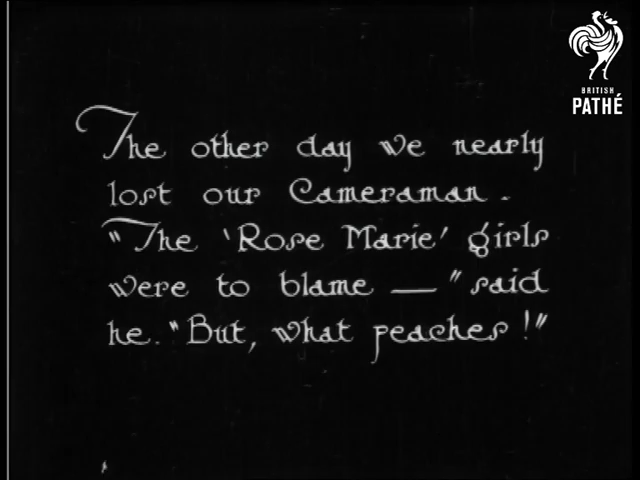 BRITISH
PATHÉ
The other day we nearly
lost our Cameraman.
"The 'Rose Marie' girls
were to blame — " said
he. "But, what peaches!"